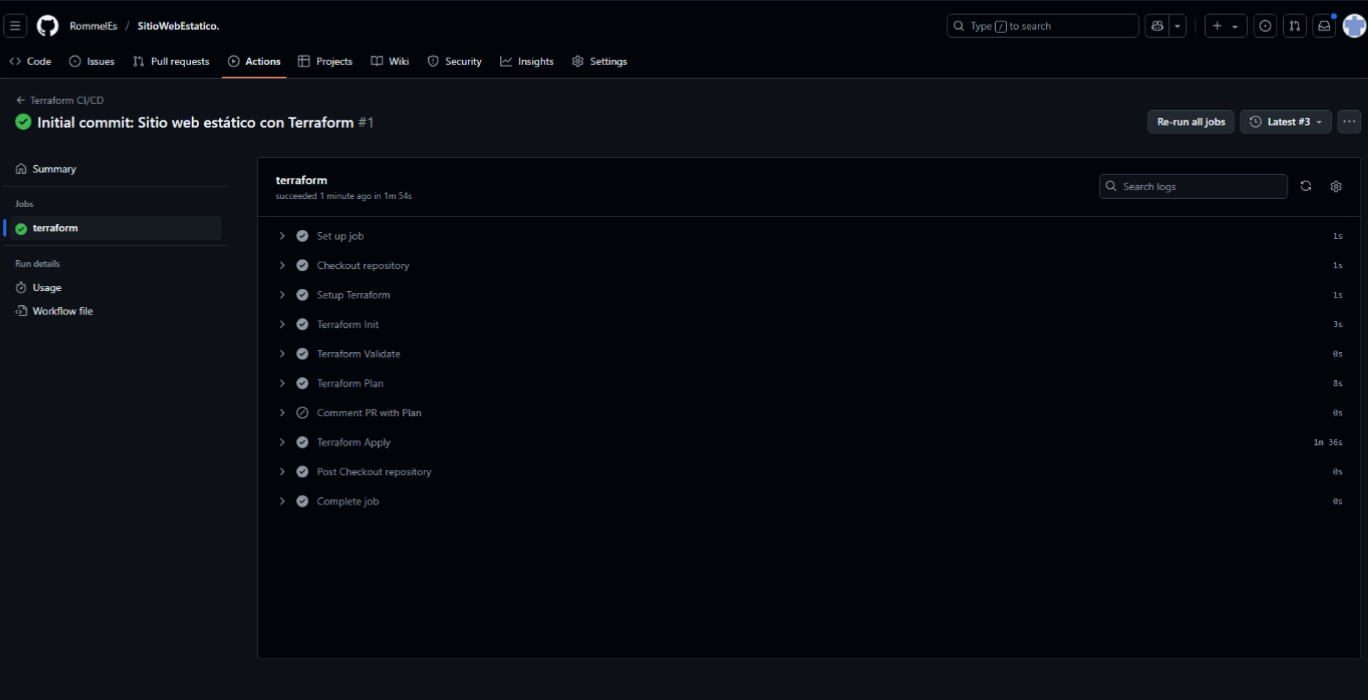 RommelEs / SitioWebEstatico.
Type / to search
Code Issues Pull requests Actions Projects Wiki Security Insights Settings
Terraform CI/CD
Initial commit: Sitio web estático con Terraform #1
Re-run all jobs
Latest #3
Summary
Jobs
terraform
Run details
Usage
Workflow file
terraform
succeeded 1 minute ago in 1m 54s
Search logs
Set up job 1s
Checkout repository 1s
Setup Terraform 1s
Terraform Init 3s
Terraform Validate 0s
Terraform Plan 8s
Comment PR with Plan 0s
Terraform Apply 1m 36s
Post Checkout repository 0s
Complete job 0s